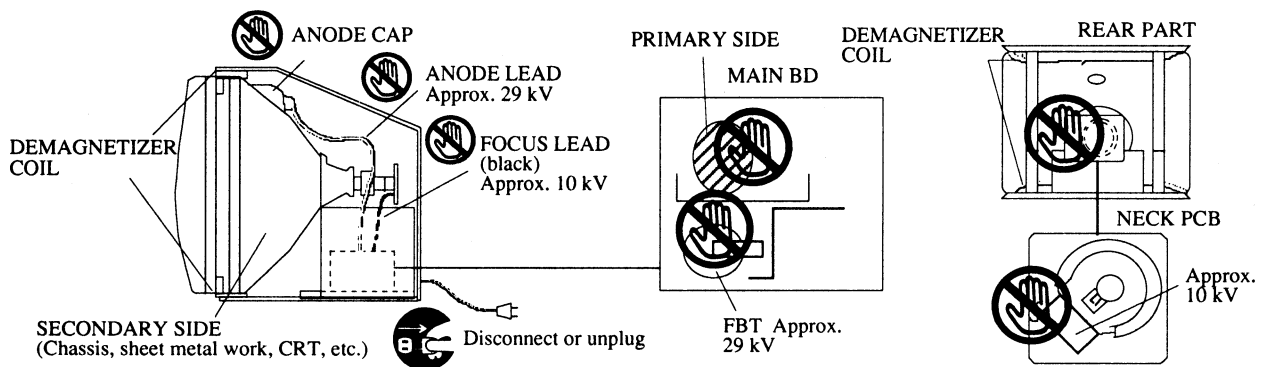 ANODE CAP
ANODE LEAD
Approx. 29 kV
FOCUS LEAD
(black)
Approx. 10 kV
DEMAGNETIZER
COIL
SECONDARY SIDE
(Chassis, sheet metal work, CRT, etc.)
Disconnect or unplug
PRIMARY SIDE
MAIN BD
FBT Approx.
29 kV
DEMAGNETIZER
COIL
REAR PART
NECK PCB
Approx.
10 kV